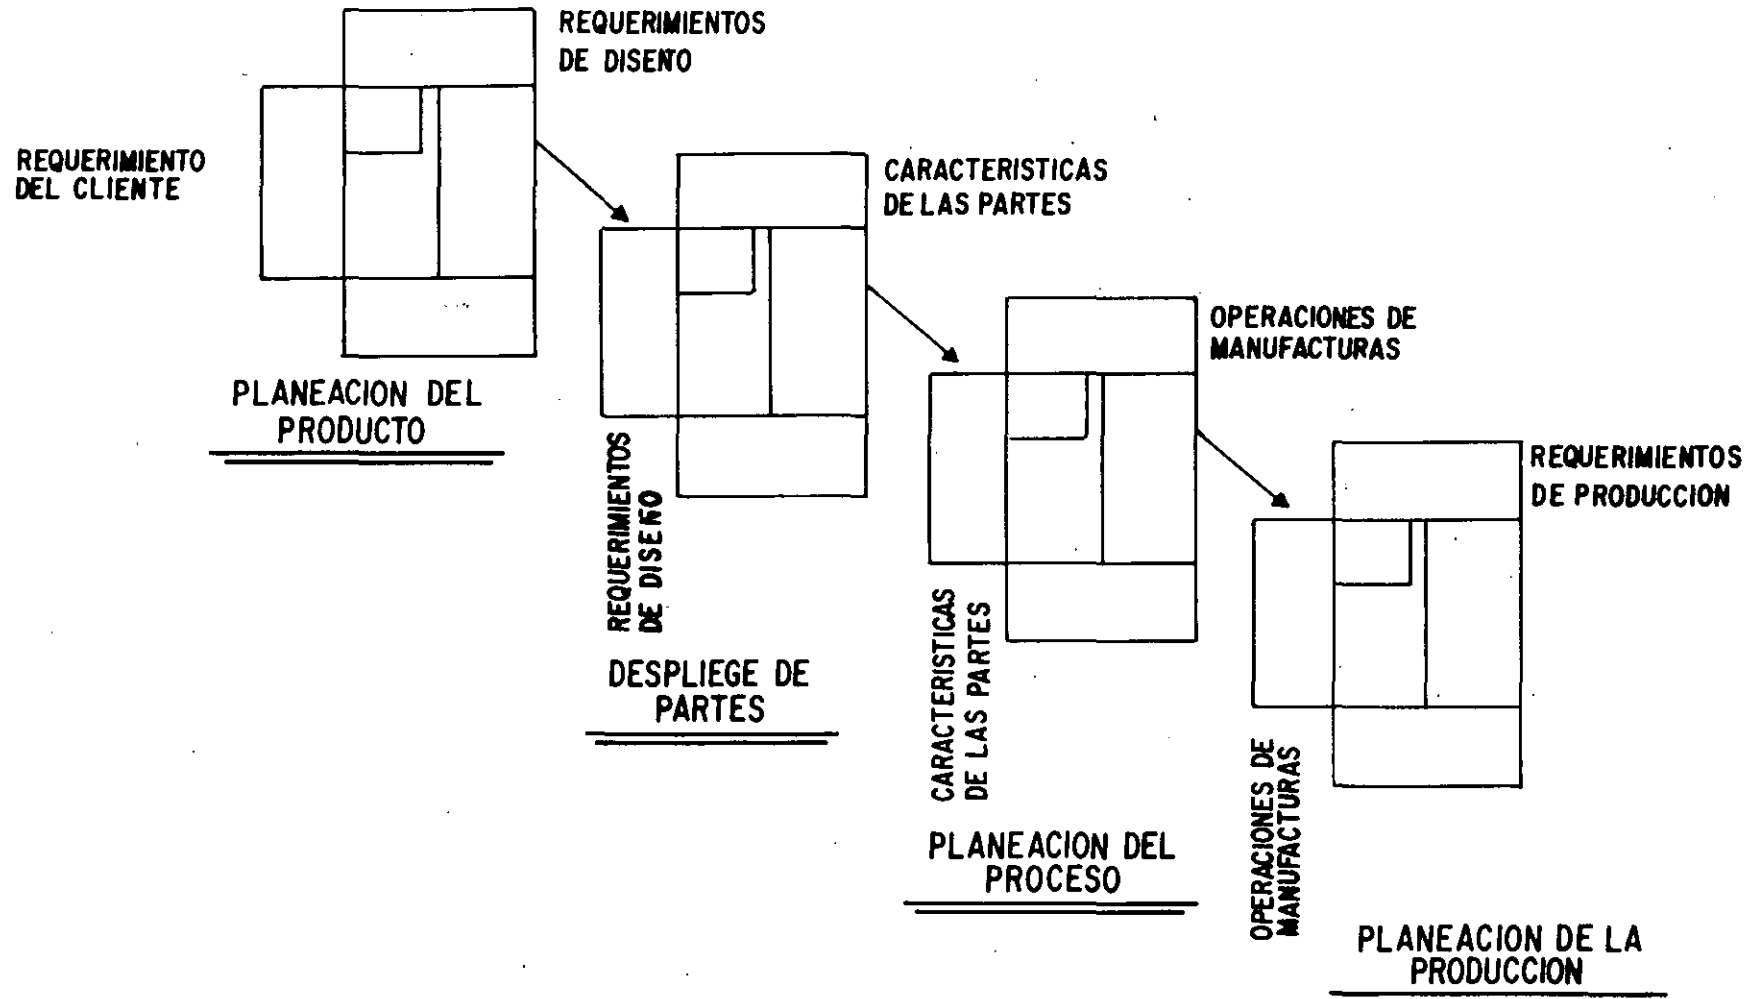 REQUERIMIENTOS
DE DISEÑO
REQUERIMIENTO
DEL CLIENTE
PLANEACION DEL
PRODUCTO
CARACTERISTICAS
DE LAS PARTES
REQUERIMIENTOS
DE DISEÑO
DESPLIEGE DE
PARTES
OPERACIONES DE
MANUFACTURAS
CARACTERISTICAS
DE LAS PARTES
PLANEACION DEL
PROCESO
REQUERIMIENTOS
DE PRODUCCION
OPERACIONES DE
MANUFACTURAS
PLANEACION DE LA
PRODUCCION